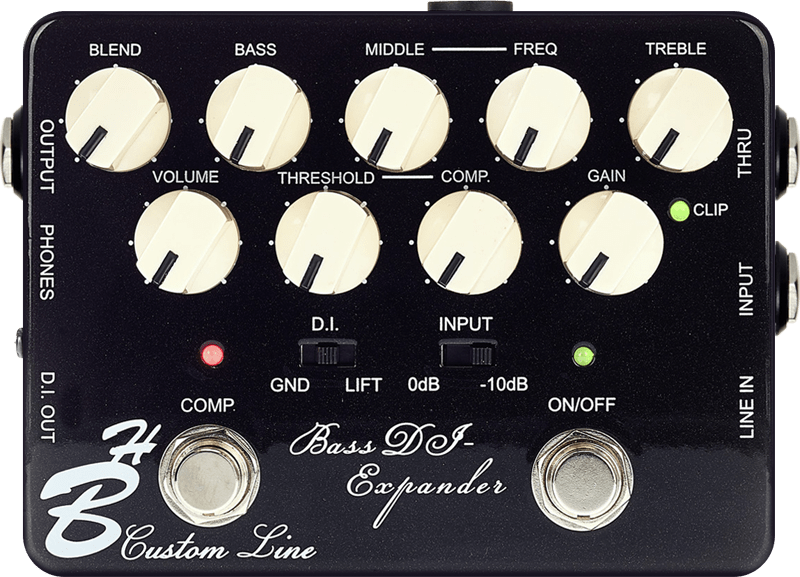 BLEND BASS MIDDLE FREQ TREBLE
OUTPUT
THRU
VOLUME THRESHOLD COMP. GAIN
CLIP
PHONES
INPUT
D.I. INPUT
GND LIFT 0dB -10dB
D.I. OUT
LINE IN
COMP. ON/OFF
Bass DI-
Expander
BH
Custom Line